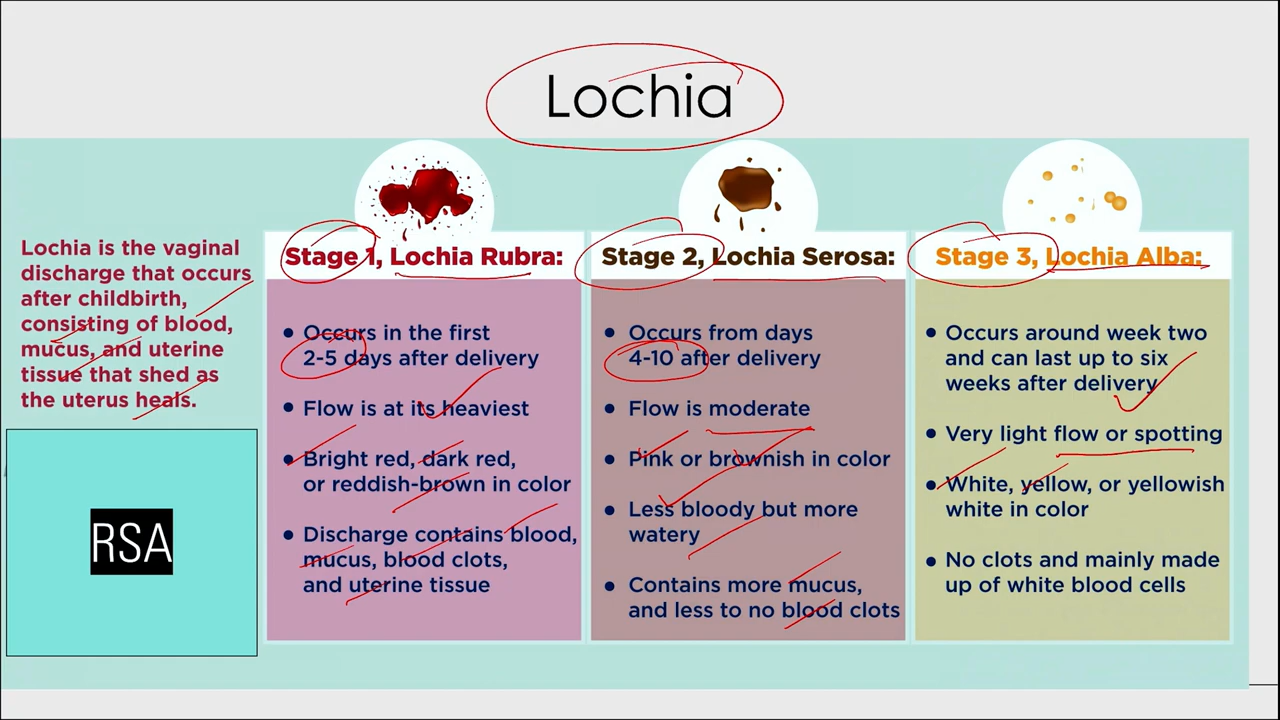 Lochia
Lochia is the vaginal
discharge that occurs
after childbirth,
consisting of blood,
mucus, and uterine
tissue that shed as
the uterus heals.
RSA
Stage 1, Lochia Rubra:
• Occurs in the first
2-5 days after delivery
• Flow is at its heaviest
• Bright red, dark red,
or reddish-brown in color
• Discharge contains blood,
mucus, blood clots,
and uterine tissue
Stage 2, Lochia Serosa:
• Occurs from days
4-10 after delivery
• Flow is moderate
• Pink or brownish in color
• Less bloody but more
watery
• Contains more mucus,
and less to no blood clots
Stage 3, Lochia Alba:
• Occurs around week two
and can last up to six
weeks after delivery
• Very light flow or spotting
• White, yellow, or yellowish
white in color
• No clots and mainly made
up of white blood cells